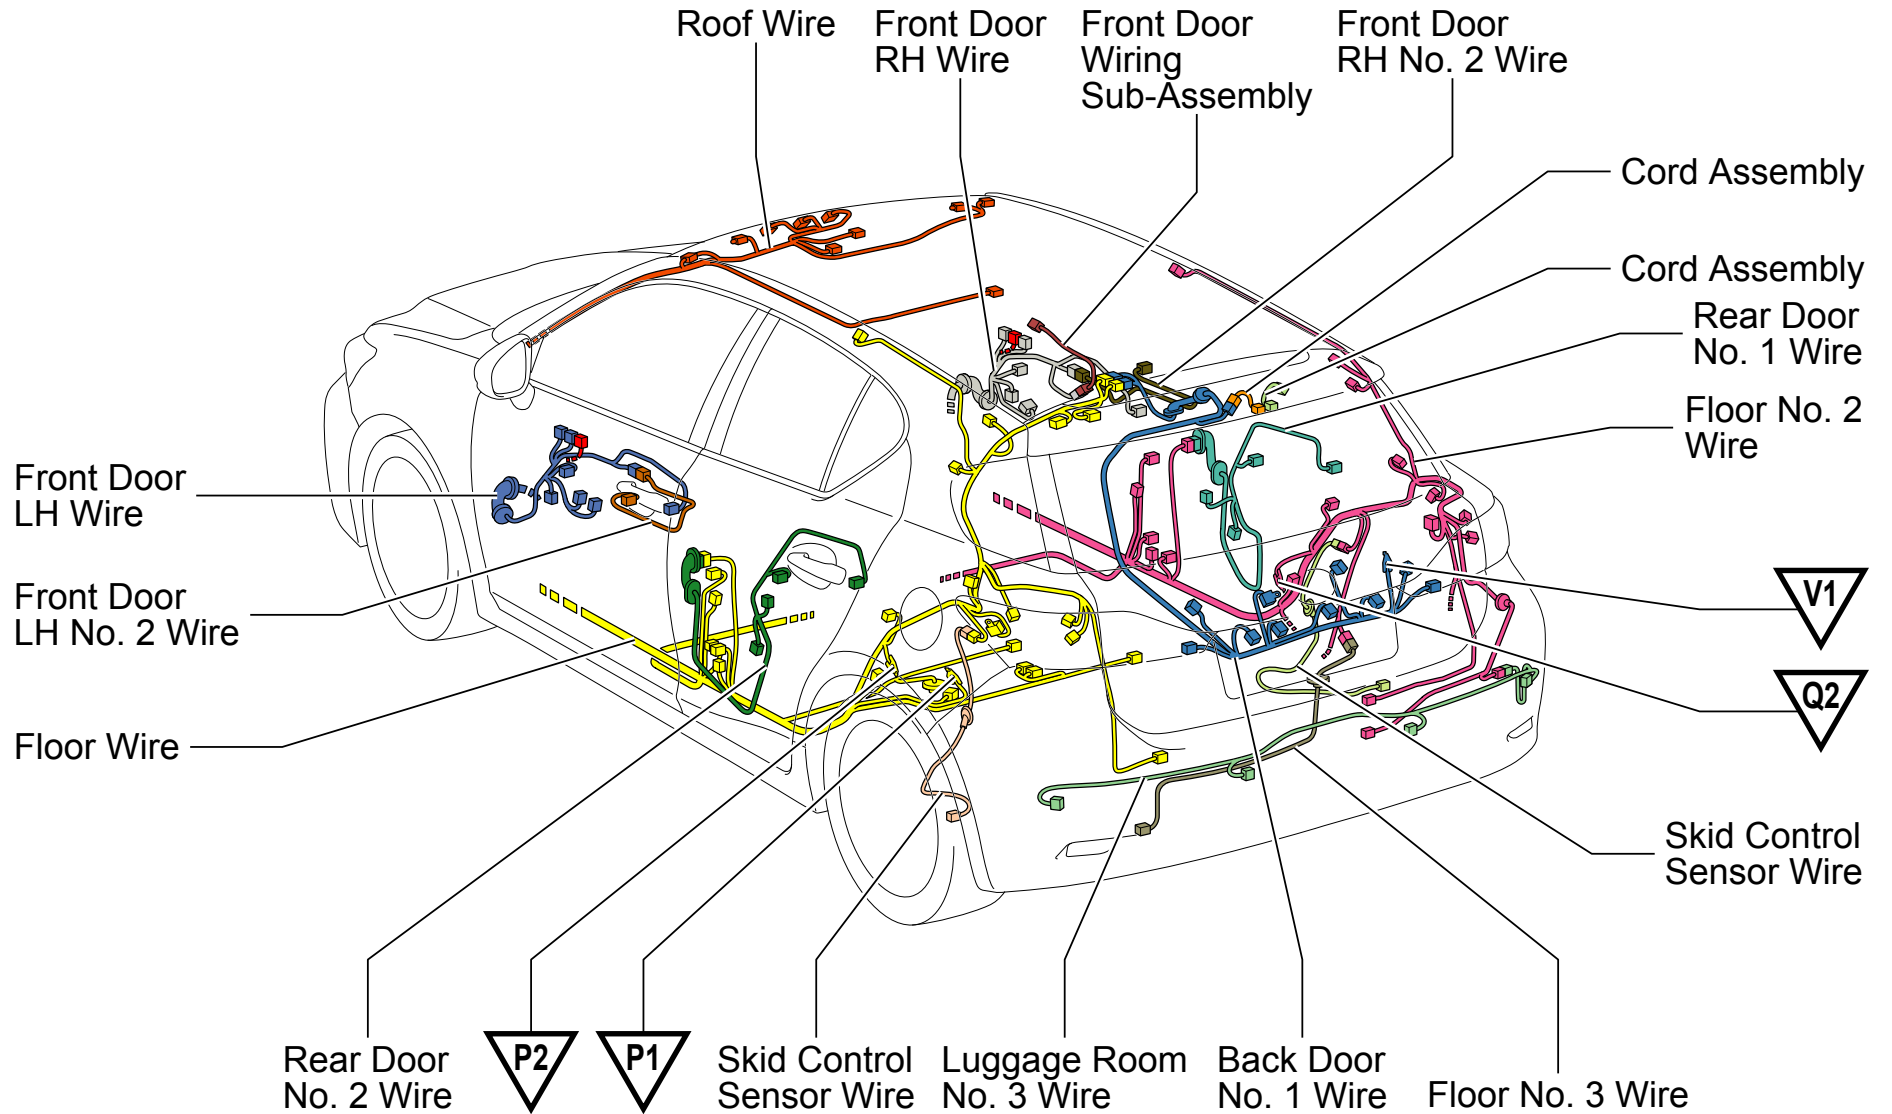 Roof Wire
Front Door
RH Wire
Front Door
Wiring
Sub-Assembly
Front Door
RH No. 2 Wire
Cord Assembly
Cord Assembly
Rear Door
No. 1 Wire
Floor No. 2
Wire
Front Door
LH Wire
Front Door
LH No. 2 Wire
V1
Q2
Floor Wire
Skid Control
Sensor Wire
Rear Door
No. 2 Wire
P2
P1
Skid Control
Sensor Wire
Luggage Room
No. 3 Wire
Back Door
No. 1 Wire
Floor No. 3 Wire